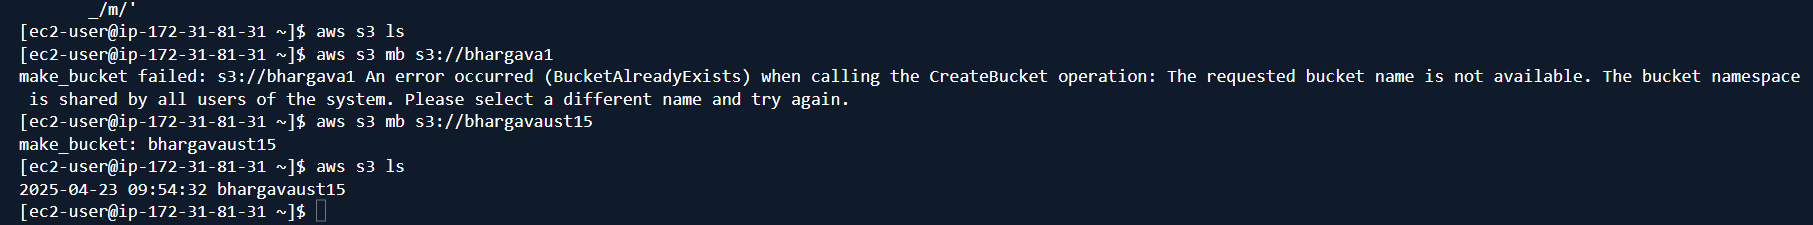 _/m/'
[ec2-user@ip-172-31-81-31 ~]$ aws s3 ls
[ec2-user@ip-172-31-81-31 ~]$ aws s3 mb s3://bhargava1
make_bucket failed: s3://bhargava1 An error occurred (BucketAlreadyExists) when calling the CreateBucket operation: The requested bucket name is not available. The bucket namespace
is shared by all users of the system. Please select a different name and try again.
[ec2-user@ip-172-31-81-31 ~]$ aws s3 mb s3://bhargavaust15
make_bucket: bhargavaust15
[ec2-user@ip-172-31-81-31 ~]$ aws s3 ls
2025-04-23 09:54:32 bhargavaust15
[ec2-user@ip-172-31-81-31 ~]$